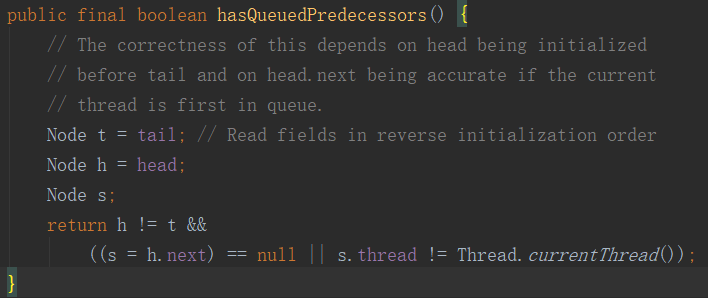 public final boolean hasQueuedPredecessors() {
// The correctness of this depends on head being initialized
// before tail and on head.next being accurate if the current
// thread is first in queue.
Node t = tail; // Read fields in reverse initialization order
Node h = head;
Node s;
return h != t &&
((s = h.next) == null || s.thread != Thread.currentThread());
}